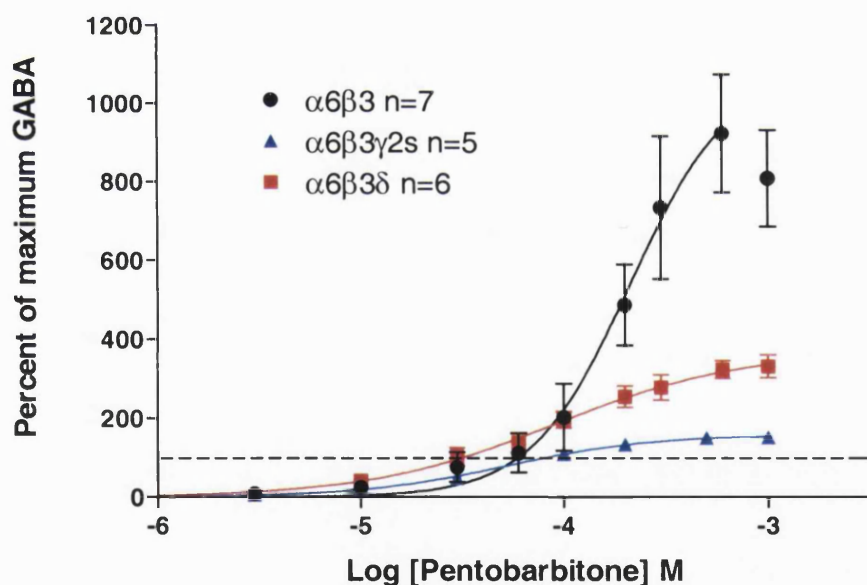 Percent of maximum GABA
1200
1000
800
600
400
200
0
α6β3 n=7
α6β3γ2s n=5
α6β3δ n=6
-6
-5
-4
-3
Log [Pentobarbitone] M